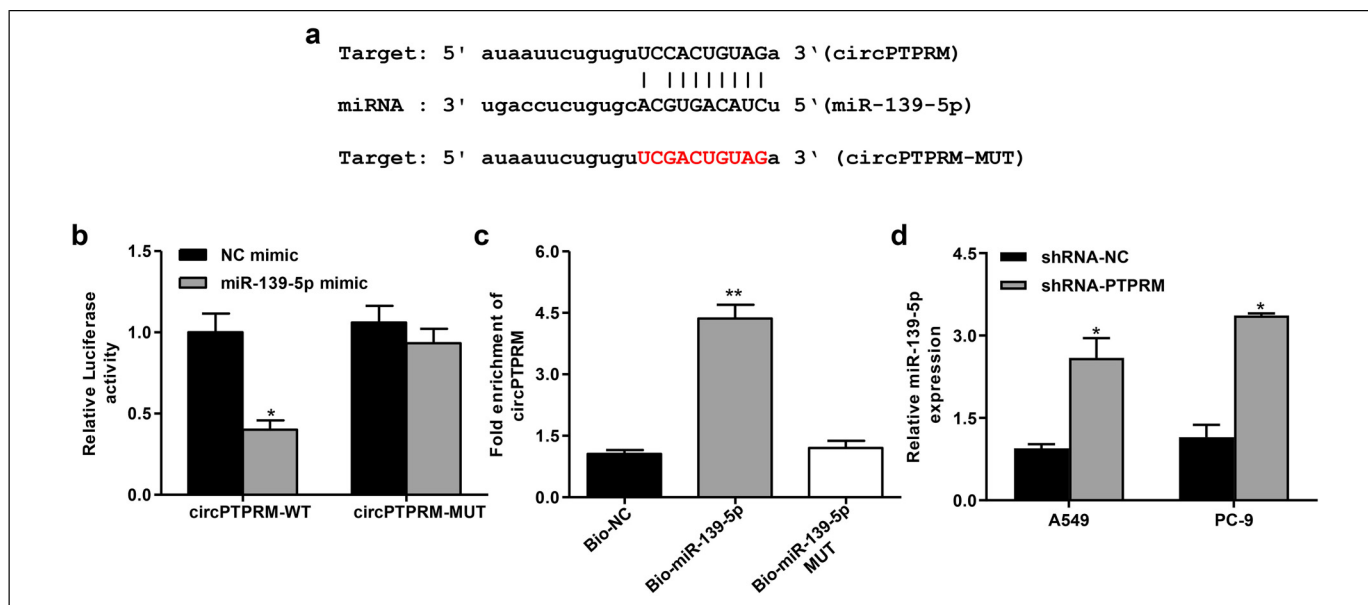 a
Target: 5' auaauucuguguUCCACUGUAGa 3‘(circPTPRM)
| ||||||||
miRNA : 3' ugaccucugugcACGUGACAUCu 5‘(miR-139-5p)
Target: 5' auaauucuguguUCGACUGUAGa 3‘ (circPTPRM-MUT)
b
NC mimic
miR-139-5p mimic
Relative Luciferase
activity
1.5
1.0
0.5
0.0
*
circPTPRM-WT
circPTPRM-MUT
c
Fold enrichment of
circPTPRM
6.0
4.5
3.0
1.5
0.0
**
Bio-NC
Bio-miR-139-5p
Bio-miR-139-5p
MUT
d
shRNA-NC
shRNA-PTPRM
Relative miR-139-5p
expression
4.5
3.0
1.5
0.0
*
*
A549
PC-9